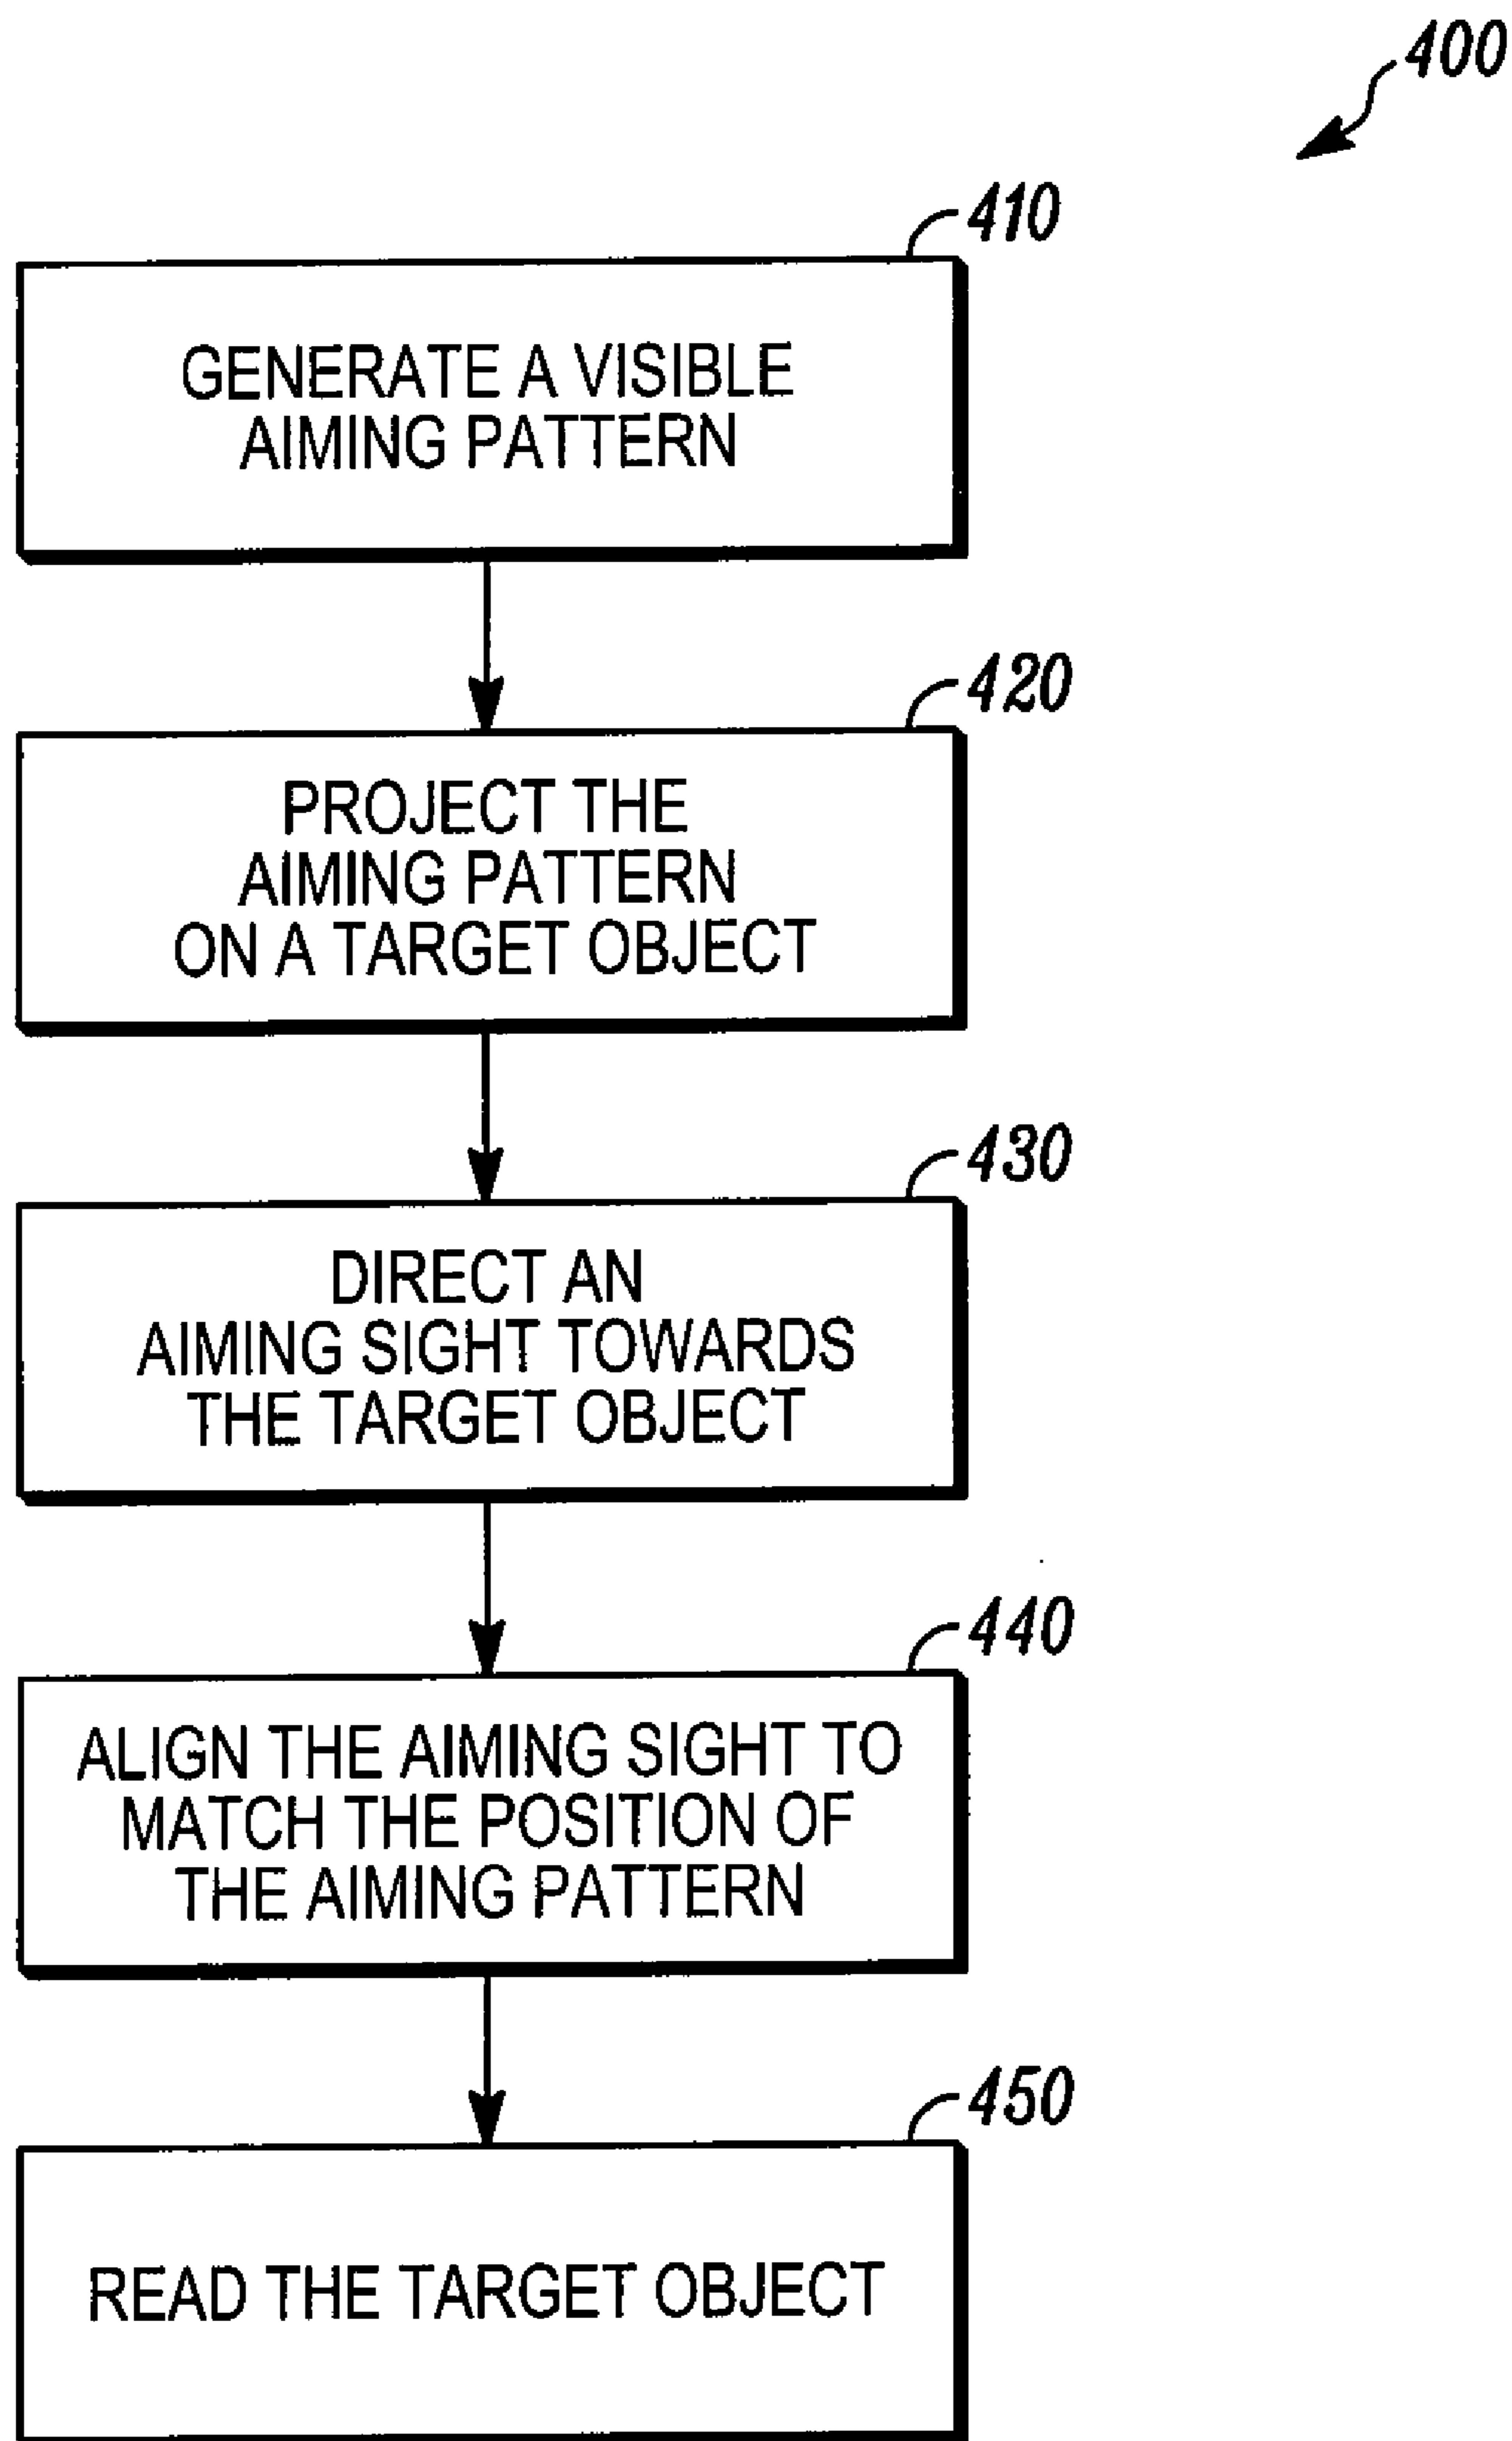 400
410
GENERATE A VISIBLE
AIMING PATTERN
420
PROJECT THE
AIMING PATTERN
ON A TARGET OBJECT
430
DIRECT AN
AIMING SIGHT TOWARDS
THE TARGET OBJECT
440
ALIGN THE AIMING SIGHT TO
MATCH THE POSITION OF
THE AIMING PATTERN
450
READ THE TARGET OBJECT